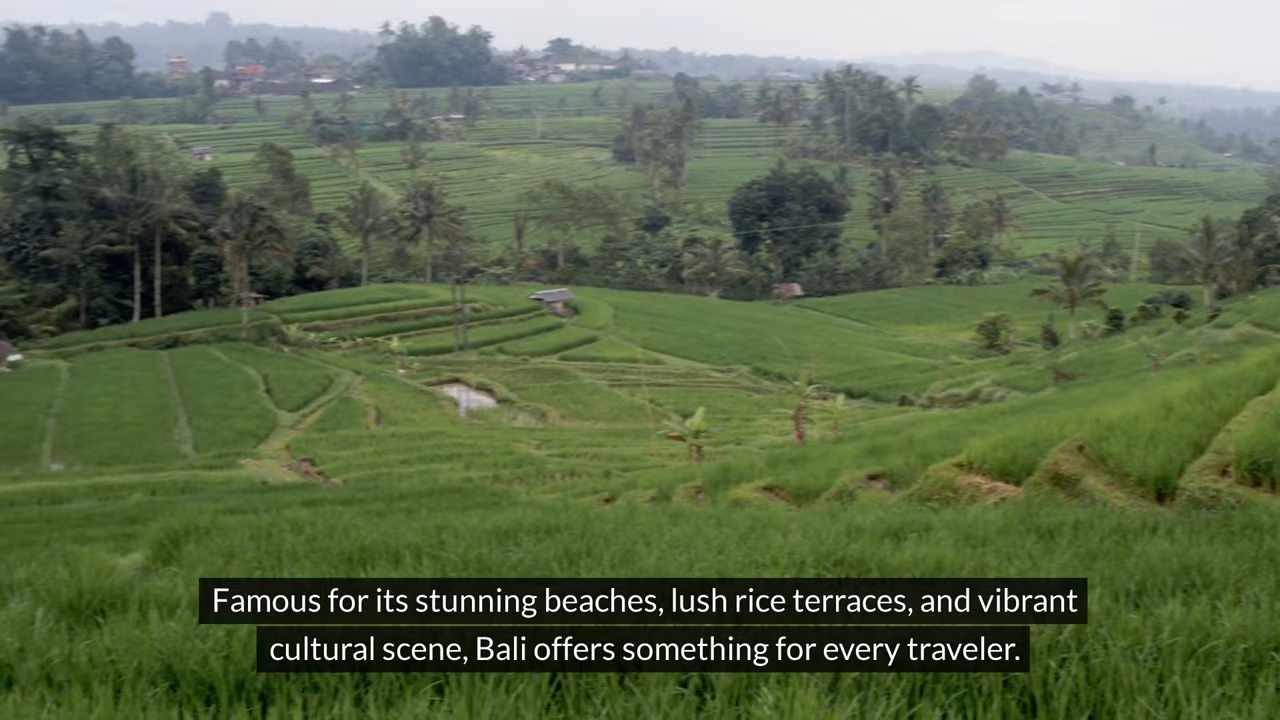 Famous for its stunning beaches, lush rice terraces, and vibrant
cultural scene, Bali offers something for every traveler.